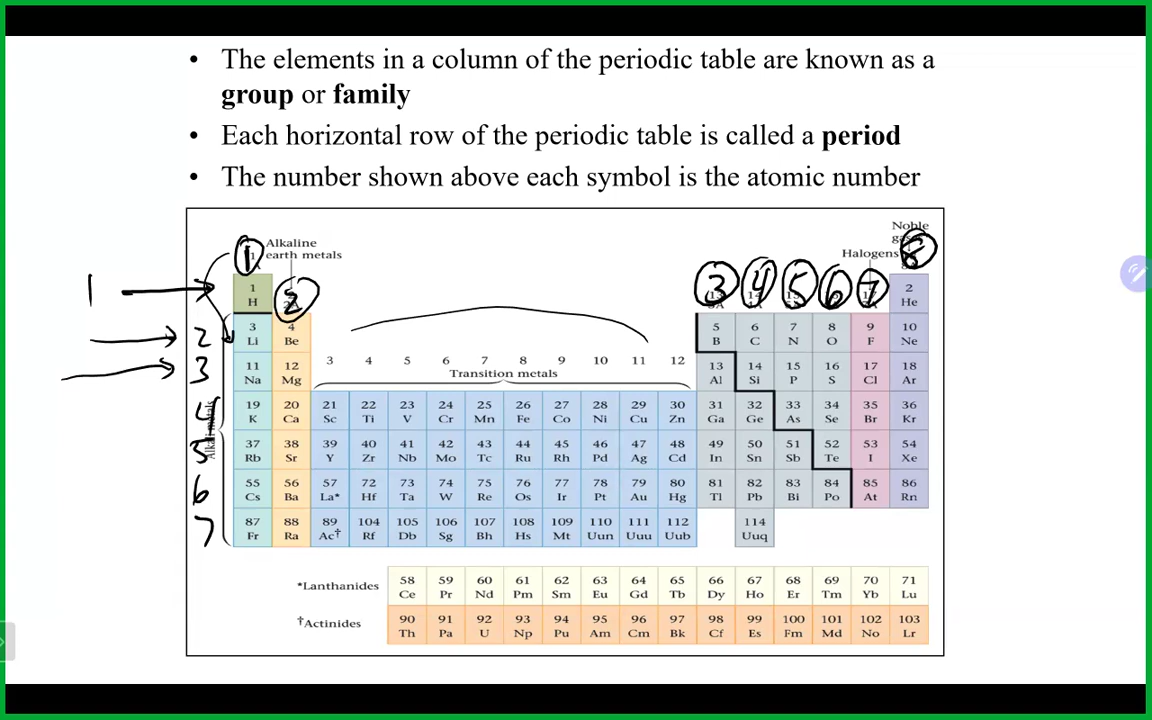 • The elements in a column of the periodic table are known as a
group or family
• Each horizontal row of the periodic table is called a period
• The number shown above each symbol is the atomic number
Noble
Alkaline
earth metals
Halogens
1 2 3 4 5 6 7 8
1 2
H He
2 3 4 5 6 7 8 9 10
Li Be B C N O F Ne
3 4 5 6 7 8 9 10 11 12
Transition metals
3 11 12 13 14 15 16 17 18
Na Mg Al Si P S Cl Ar
4 19 20 21 22 23 24 25 26 27 28 29 30 31 32 33 34 35 36
K Ca Sc Ti V Cr Mn Fe Co Ni Cu Zn Ga Ge As Se Br Kr
5 37 38 39 40 41 42 43 44 45 46 47 48 49 50 51 52 53 54
Rb Sr Y Zr Nb Mo Tc Ru Rh Pd Ag Cd In Sn Sb Te I Xe
6 55 56 57 72 73 74 75 76 77 78 79 80 81 82 83 84 85 86
Cs Ba La* Hf Ta W Re Os Ir Pt Au Hg Tl Pb Bi Po At Rn
7 87 88 89 104 105 106 107 108 109 110 111 112 114
Fr Ra Ac† Rf Db Sg Bh Hs Mt Uun Uuu Uub Uuq
*Lanthanides
58 59 60 61 62 63 64 65 66 67 68 69 70 71
Ce Pr Nd Pm Sm Eu Gd Tb Dy Ho Er Tm Yb Lu
†Actinides
90 91 92 93 94 95 96 97 98 99 100 101 102 103
Th Pa U Np Pu Am Cm Bk Cf Es Fm Md No Lr